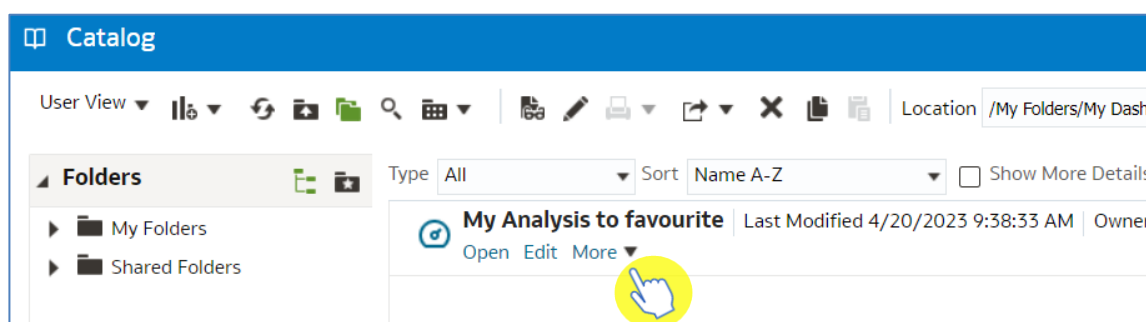 Catalog
User View
Location /My Folders/My Dash
Folders
Type All Sort Name A-Z Show More Details
My Folders
My Analysis to favourite Last Modified 4/20/2023 9:38:33 AM Owner
Open Edit More
Shared Folders